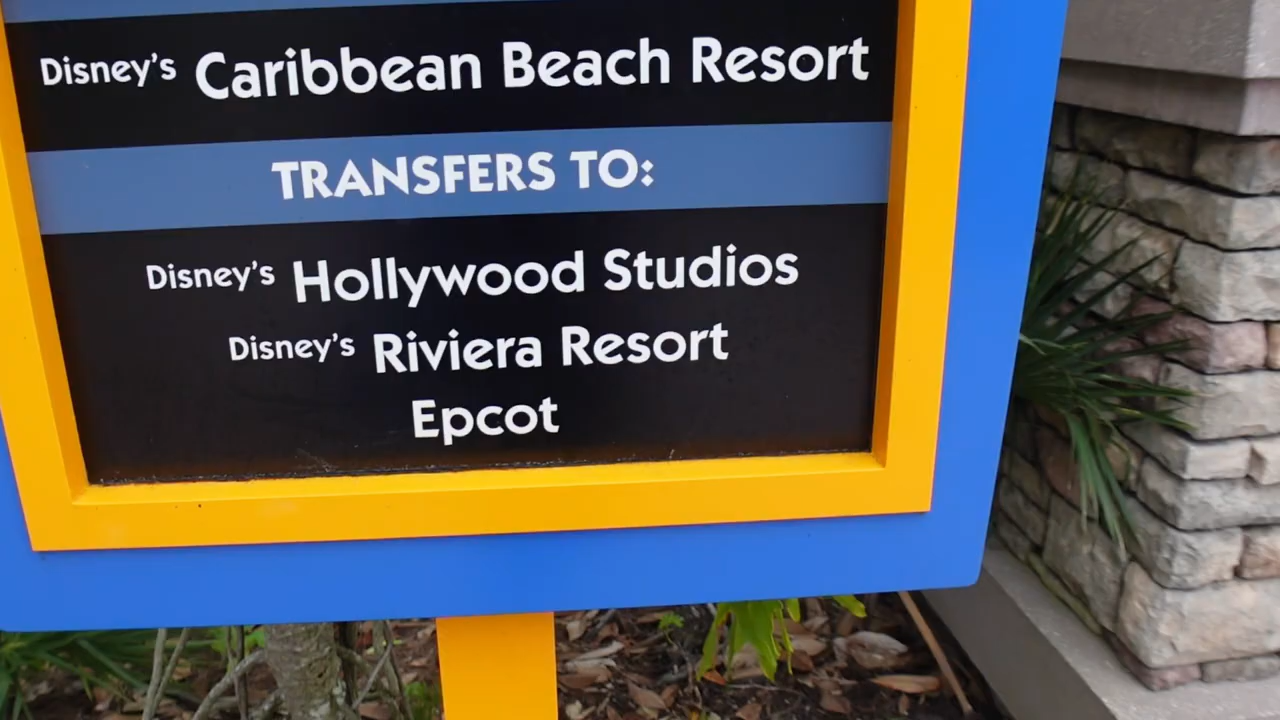 Disney's Caribbean Beach Resort
TRANSFERS TO:
Disney's Hollywood Studios
Disney's Riviera Resort
Epcot